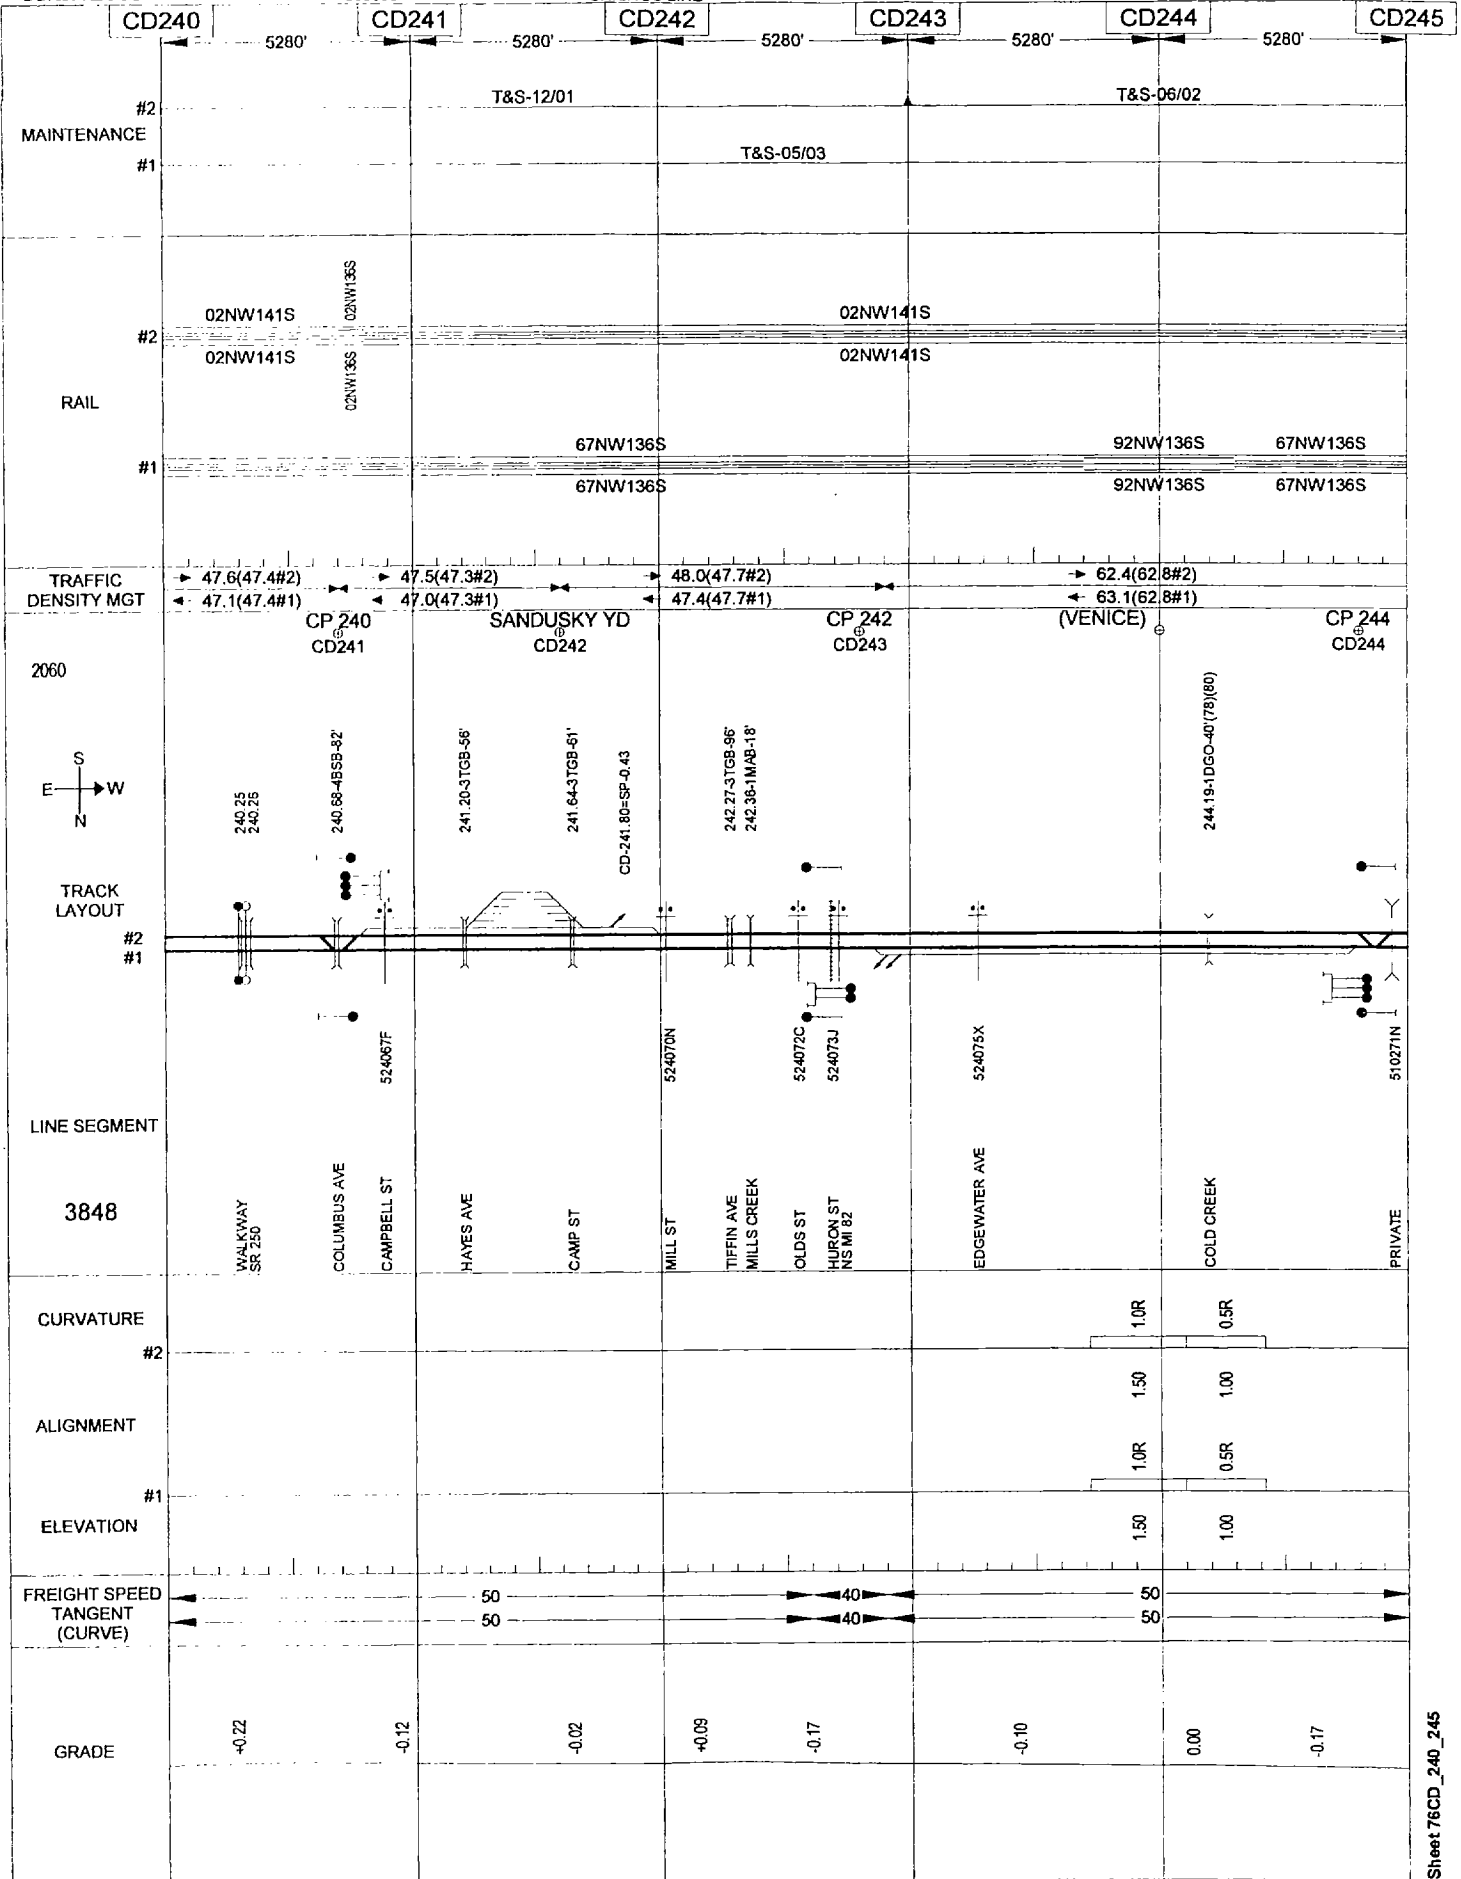 CD240 CD241 CD242 CD243 CD244 CD245
5280' 5280' 5280' 5280' 5280'
#2 T&S-12/01 T&S-06/02
MAINTENANCE
#1 T&S-05/03
02NW136S
02NW141S 02NW141S
#2
02NW141S 02NW141S
02NW136S
RAIL
67NW136S 92NW136S 67NW136S
#1
67NW136S 92NW136S 67NW136S
TRAFFIC DENSITY MGT
47.6(47.4#2) 47.5(47.3#2) 48.0(47.7#2) 62.4(62.8#2)
47.1(47.4#1) 47.0(47.3#1) 47.4(47.7#1) 63.1(62.8#1)
CP 240 SANDUSKY YD CP 242 (VENICE) CP 244
CD241 CD242 CD243 CD244
2060
S
E W
N
240.25
240.26
240.68-4BSB-82'
241.20-3TGB-56'
241.64-3TGB-61'
CD-241.80=SP-0.43
242.27-3TGB-96'
242.36-1MAB-18'
244.19-1DGO-40'(78)(80)
TRACK
LAYOUT
#2
#1
524067F
524070N
524072C
524073J
524075X
510271N
LINE SEGMENT
3848
WALKWAY
SR 250
COLUMBUS AVE
CAMPBELL ST
HAYES AVE
CAMP ST
MILL ST
TIFFIN AVE
MILLS CREEK
OLDS ST
HURON ST
NS MI 82
EDGEWATER AVE
COLD CREEK
PRIVATE
CURVATURE
1.0R 0.5R
#2
1.50 1.00
ALIGNMENT
1.0R 0.5R
#1
ELEVATION
1.50 1.00
FREIGHT SPEED
TANGENT
(CURVE)
50 40 50
50 40 50
GRADE
+0.22 -0.12 -0.02 +0.09 -0.17 -0.10 0.00 -0.17
Sheet 76CD_240_245